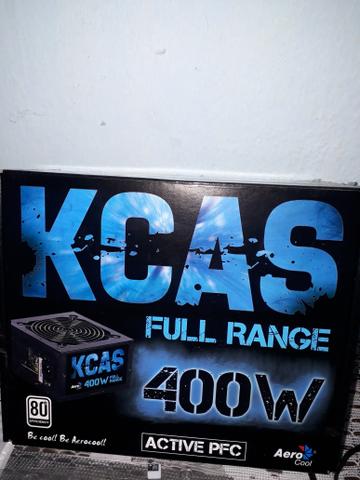 KCAS
FULL RANGE
400W
KCAS
400W
80
Be cool! Be Aerocool!
ACTIVE PFC
Aero
Cool